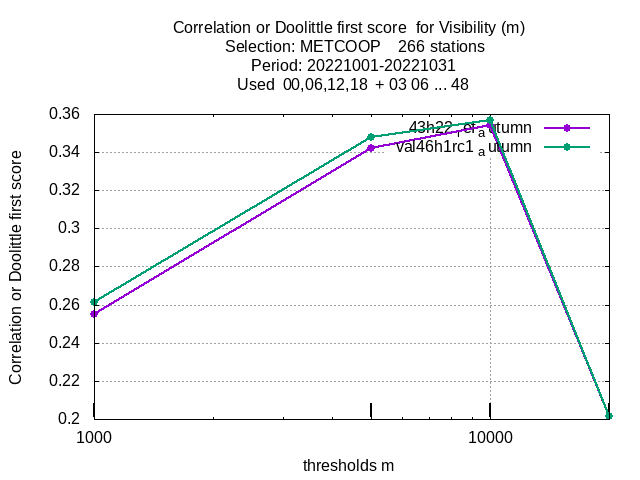 Correlation or Doolittle first score  for Visibility (m)
Selection: METCOOP    266 stations
Period: 20221001-20221031
Used  00,06,12,18  + 03 06 ... 48
Correlation or Doolittle first score
0.36
0.34
0.32
0.3
0.28
0.26
0.24
0.22
0.2
43h22_ref_autumn
val46h1rc1_autumn
1000
10000
thresholds m